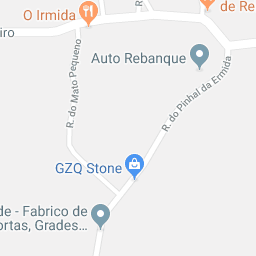 O Irmida
de Re
iro
Auto Rebanque
R. do Mato Pequeno
R. do Pinhal da Ermida
GZQ Stone
de - Fabrico de
ortas, Grades...